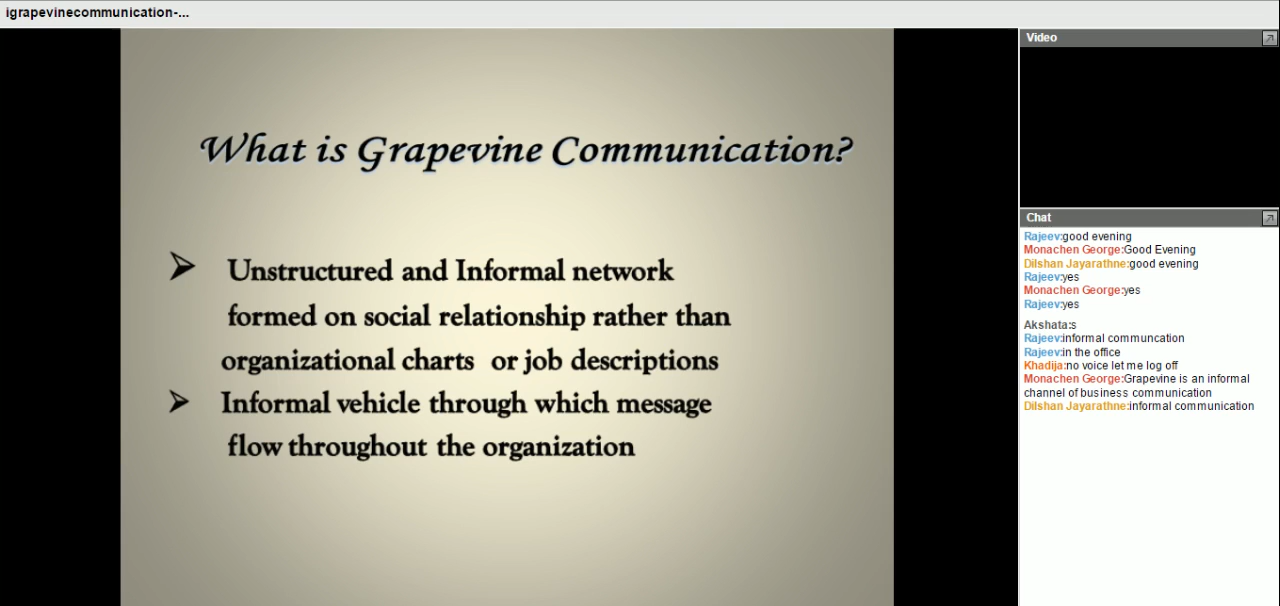 igrapevinecommunication-...
What is Grapevine Communication?
Unstructured and Informal network
formed on social relationship rather than
organizational charts or job descriptions
Informal vehicle through which message
flow throughout the organization
Video
Chat
Rajeev:good evening
Monachen George:Good Evening
Dilshan Jayarathne:good evening
Rajeev:yes
Monachen George:yes
Rajeev:yes
Akshata:s
Rajeev:informal communcation
Rajeev:in the office
Khadija:no voice let me log off
Monachen George:Grapevine is an informal
channel of business communication
Dilshan Jayarathne:informal communication